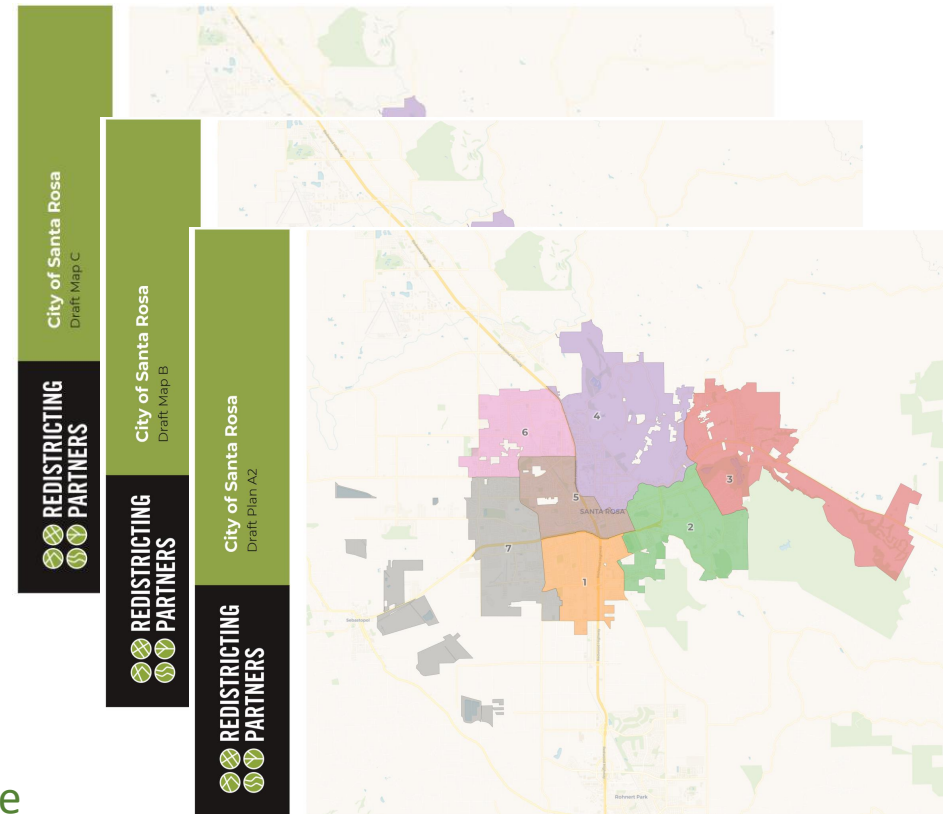 City of Santa Rosa
Draft Map C
REDISTRICTING
PARTNERS
City of Santa Rosa
Draft Map B
REDISTRICTING
PARTNERS
City of Santa Rosa
Draft Plan A2
REDISTRICTING
PARTNERS
4
6
3
5
SANTA ROSA
2
7
1
Sebastopol
Rohnert Park
e